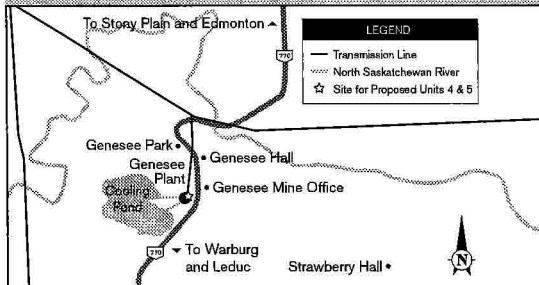 To Stony Plain and Edmonton
770
LEGEND
Transmission Line
North Saskatchewan River
Site for Proposed Units 4 & 5
Genesee Park
Genesee Hall
Genesee
Plant
Cooling
Pond
Genesee Mine Office
770
To Warburg
and Leduc
Strawberry Hall
N